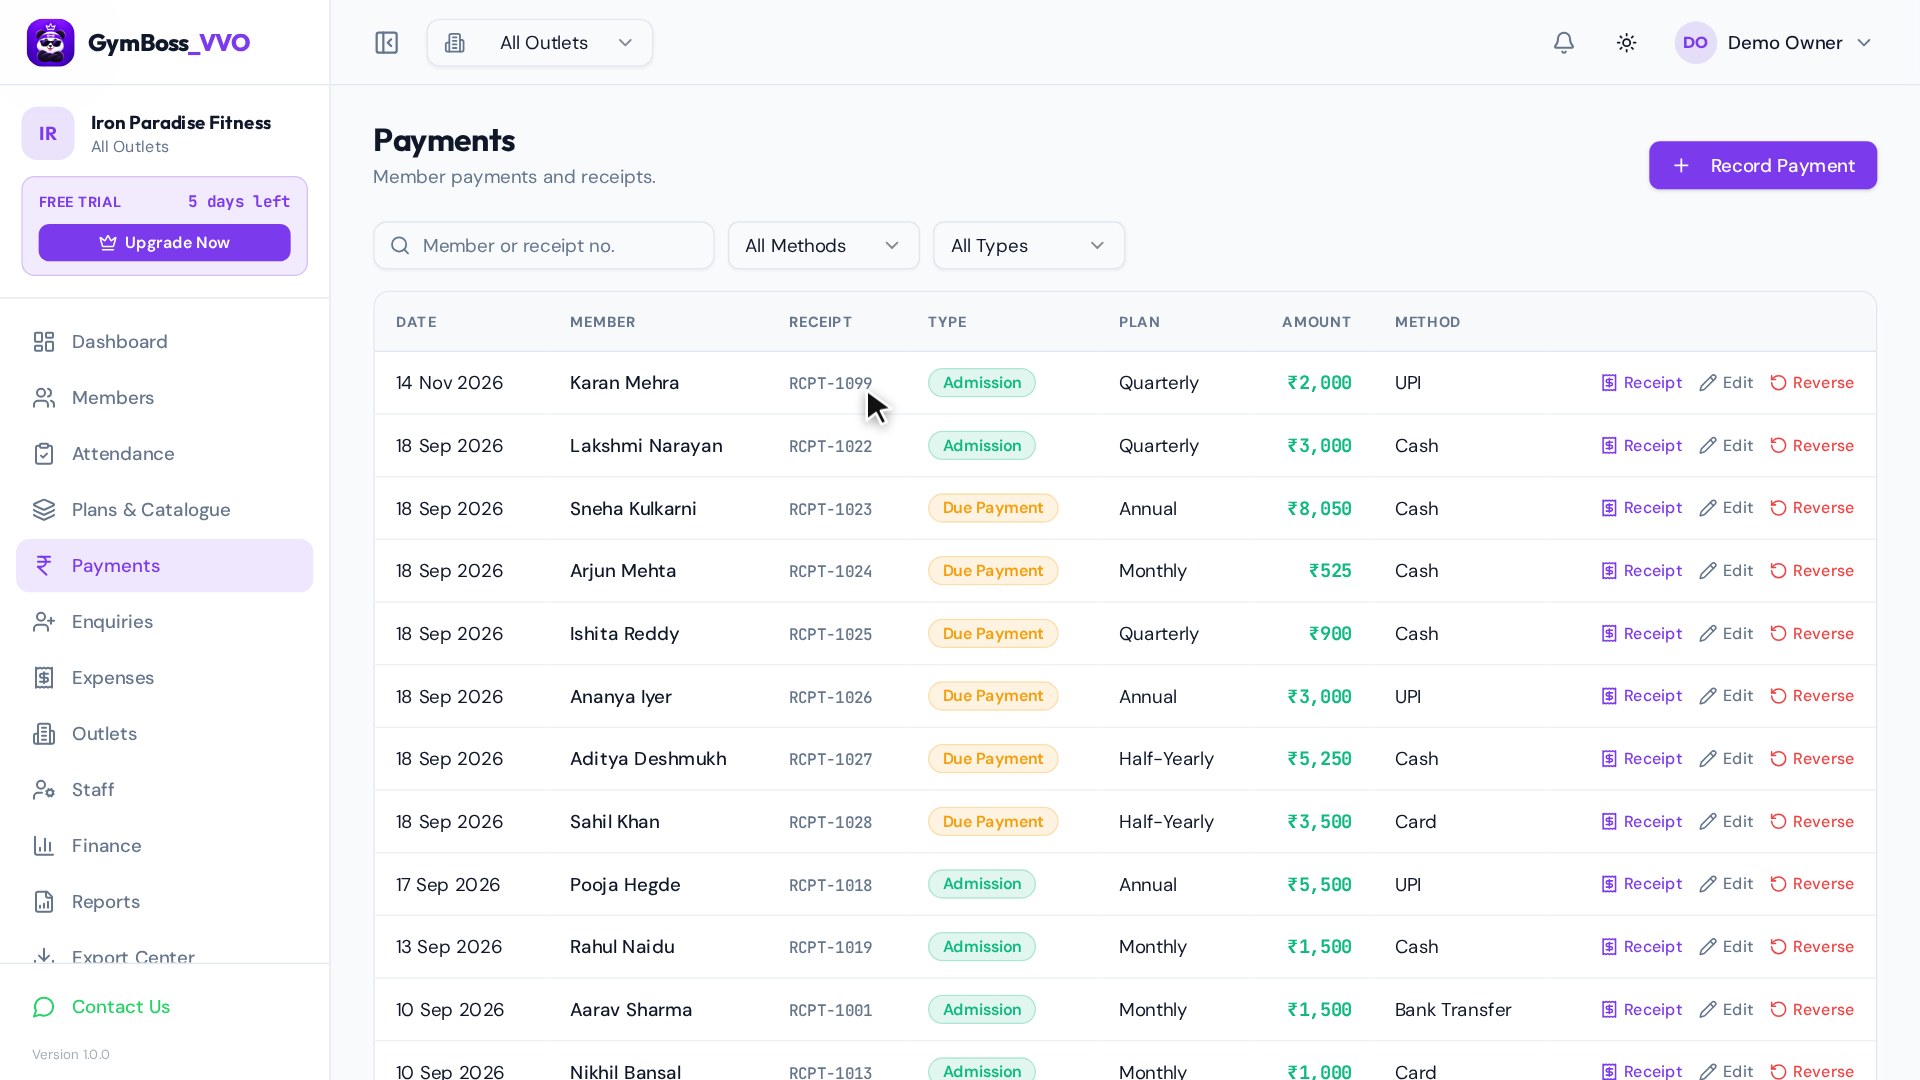 GymBoss_VVO
All Outlets
DO Demo Owner
IR Iron Paradise Fitness
All Outlets
FREE TRIAL 5 days left
Upgrade Now
Dashboard
Members
Attendance
Plans & Catalogue
Payments
Enquiries
Expenses
Outlets
Staff
Finance
Reports
Export Center
Contact Us
Version 1.0.0
Payments
Member payments and receipts.
Record Payment
Member or receipt no. All Methods All Types
DATE MEMBER RECEIPT TYPE PLAN AMOUNT METHOD
14 Nov 2026 Karan Mehra RCPT-1099 Admission Quarterly ₹2,000 UPI Receipt Edit Reverse
18 Sep 2026 Lakshmi Narayan RCPT-1022 Admission Quarterly ₹3,000 Cash Receipt Edit Reverse
18 Sep 2026 Sneha Kulkarni RCPT-1023 Due Payment Annual ₹8,050 Cash Receipt Edit Reverse
18 Sep 2026 Arjun Mehta RCPT-1024 Due Payment Monthly ₹525 Cash Receipt Edit Reverse
18 Sep 2026 Ishita Reddy RCPT-1025 Due Payment Quarterly ₹900 Cash Receipt Edit Reverse
18 Sep 2026 Ananya Iyer RCPT-1026 Due Payment Annual ₹3,000 UPI Receipt Edit Reverse
18 Sep 2026 Aditya Deshmukh RCPT-1027 Due Payment Half-Yearly ₹5,250 Cash Receipt Edit Reverse
18 Sep 2026 Sahil Khan RCPT-1028 Due Payment Half-Yearly ₹3,500 Card Receipt Edit Reverse
17 Sep 2026 Pooja Hegde RCPT-1018 Admission Annual ₹5,500 UPI Receipt Edit Reverse
13 Sep 2026 Rahul Naidu RCPT-1019 Admission Monthly ₹1,500 Cash Receipt Edit Reverse
10 Sep 2026 Aarav Sharma RCPT-1001 Admission Monthly ₹1,500 Bank Transfer Receipt Edit Reverse
10 Sep 2026 Nikhil Bansal RCPT-1013 Admission Monthly ₹1,000 Card Receipt Edit Reverse